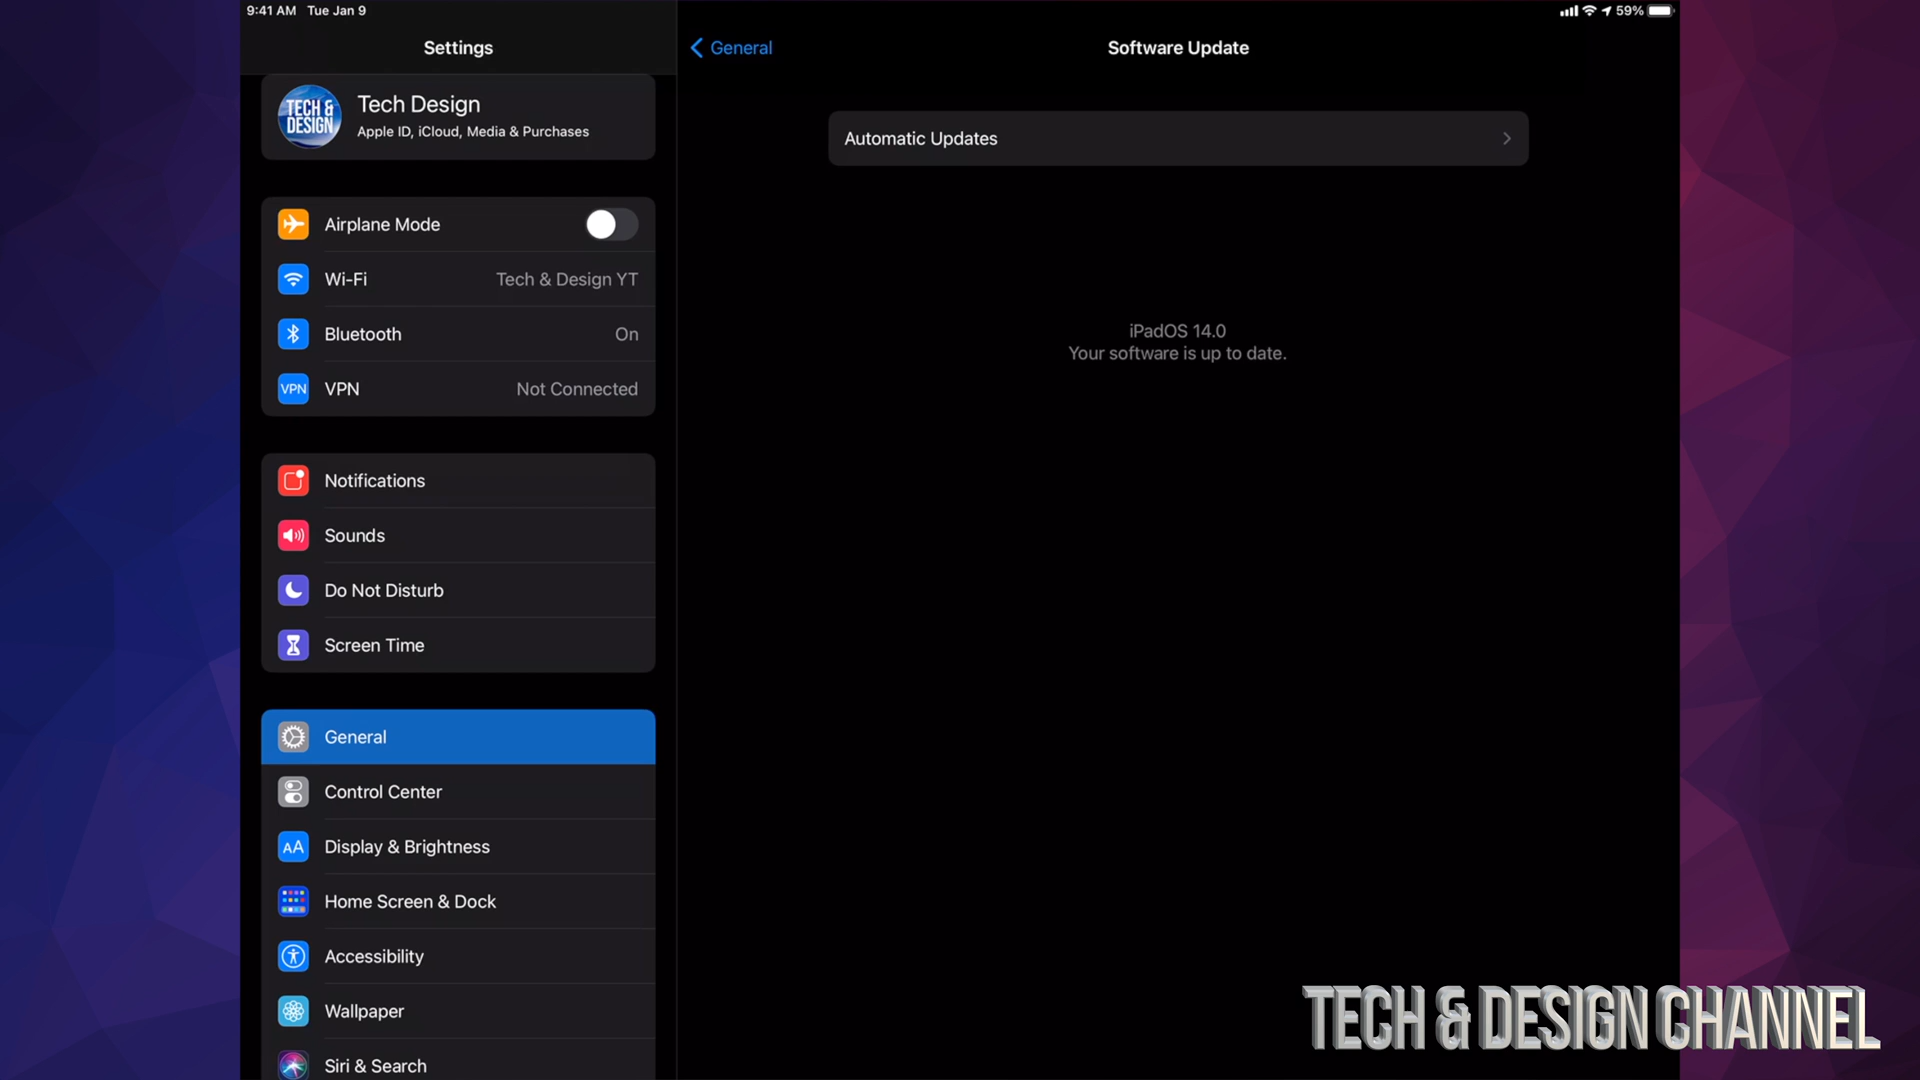 9:41 AM Tue Jan 9
59%
Settings
General
Software Update
TECH &
DESIGN
Tech Design
Apple ID, iCloud, Media & Purchases
Automatic Updates
Airplane Mode
Wi-Fi
Tech & Design YT
Bluetooth
On
VPN
VPN
Not Connected
iPadOS 14.0
Your software is up to date.
Notifications
Sounds
Do Not Disturb
Screen Time
General
Control Center
AA
Display & Brightness
Home Screen & Dock
Accessibility
Wallpaper
Siri & Search
TECH & DESIGN CHANNEL